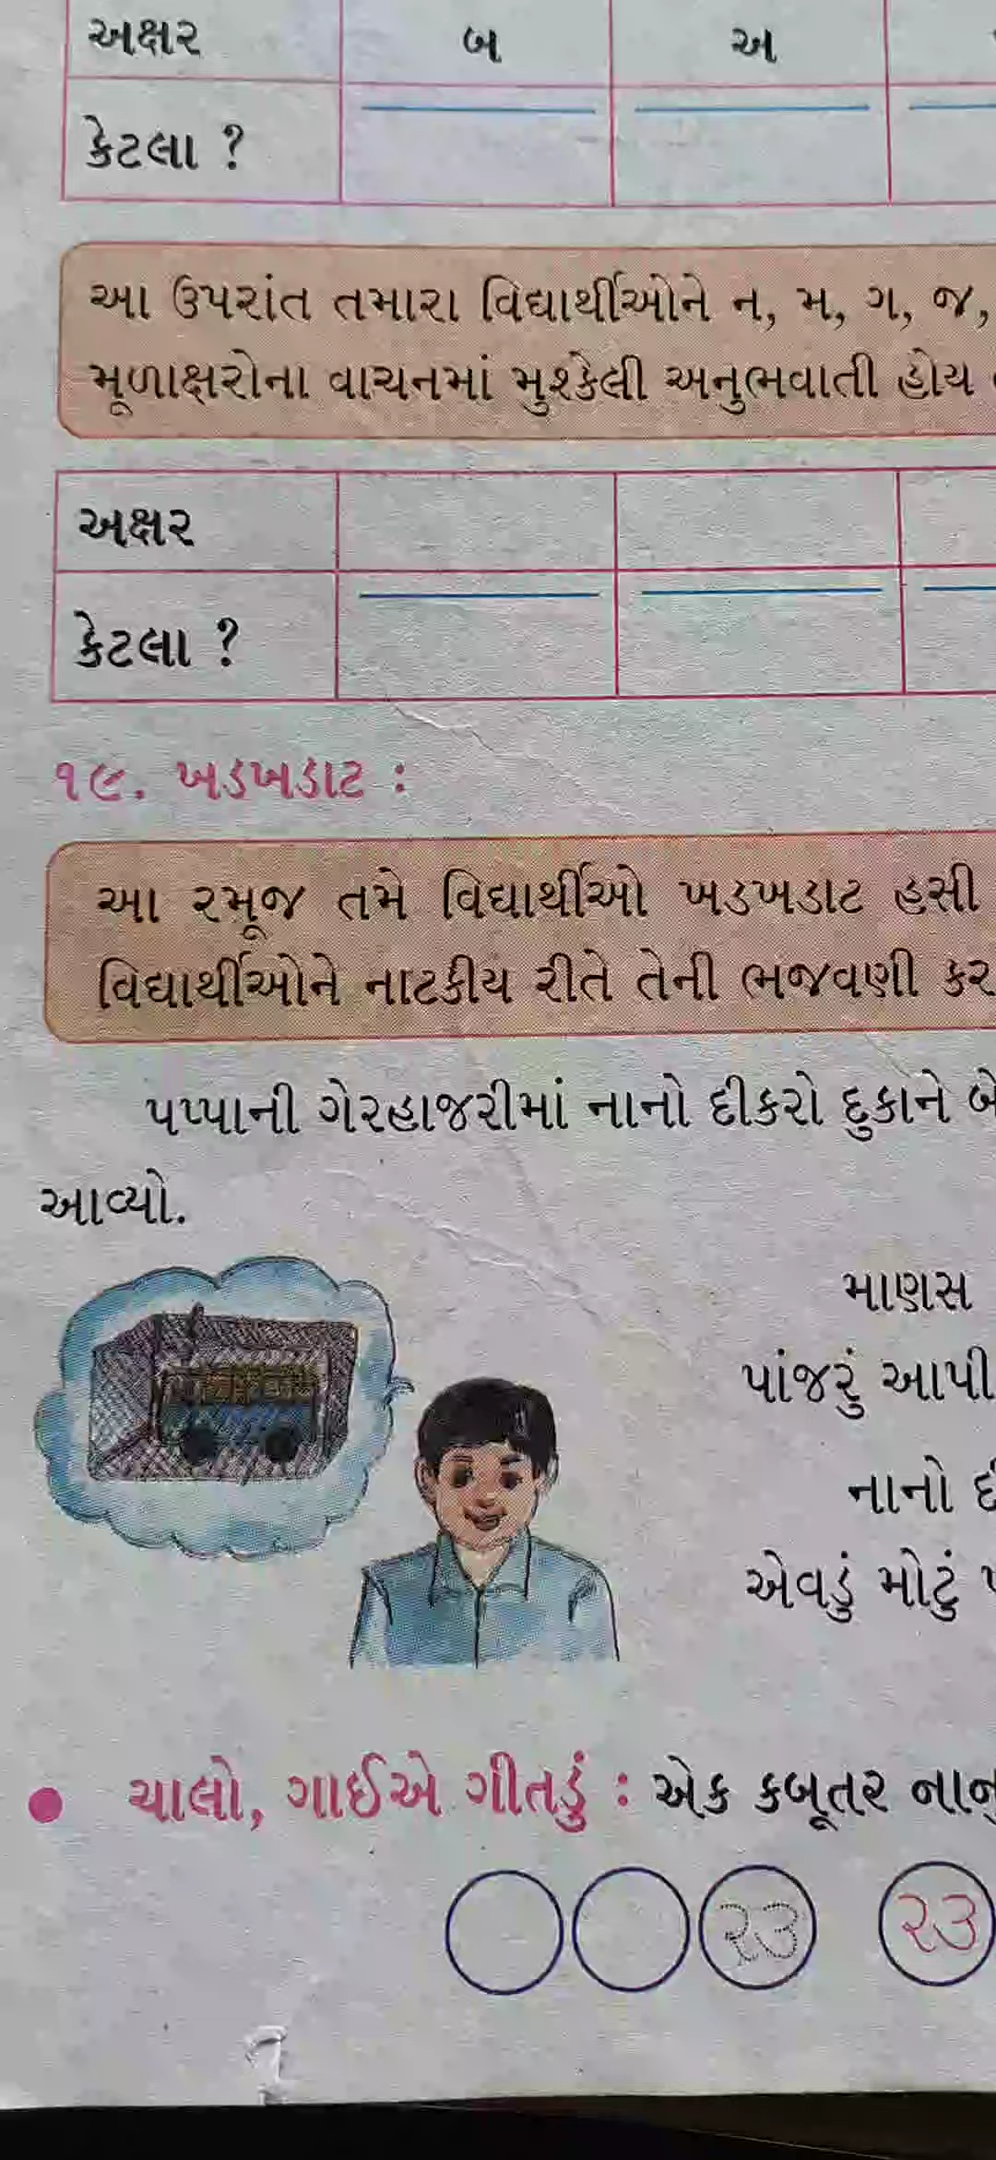 અક્ષર બ અ
કેટલા ?
આ ઉપરાંત તમારા વિદ્યાર્થીઓને ન, મ, ગ, જ,
મૂળાક્ષરોના વાચનમાં મુશ્કેલી અનુભવાતી હોય
અક્ષર
કેટલા ?
૧૯. ખડખડાટ :
આ રમૂજ તમે વિદ્યાર્થીઓ ખડખડાટ હસી
વિદ્યાર્થીઓને નાટકીય રીતે તેની ભજવણી કર
પપ્પાની ગેરહાજરીમાં નાનો દીકરો દુકાને બે
આવ્યો.
માણસ
પાંજરું આપી
નાનો દી
એવડું મોટું
● ચાલો, ગાઈએ ગીતડું : એક કબૂતર નાનુ
૨૩ ૨૩